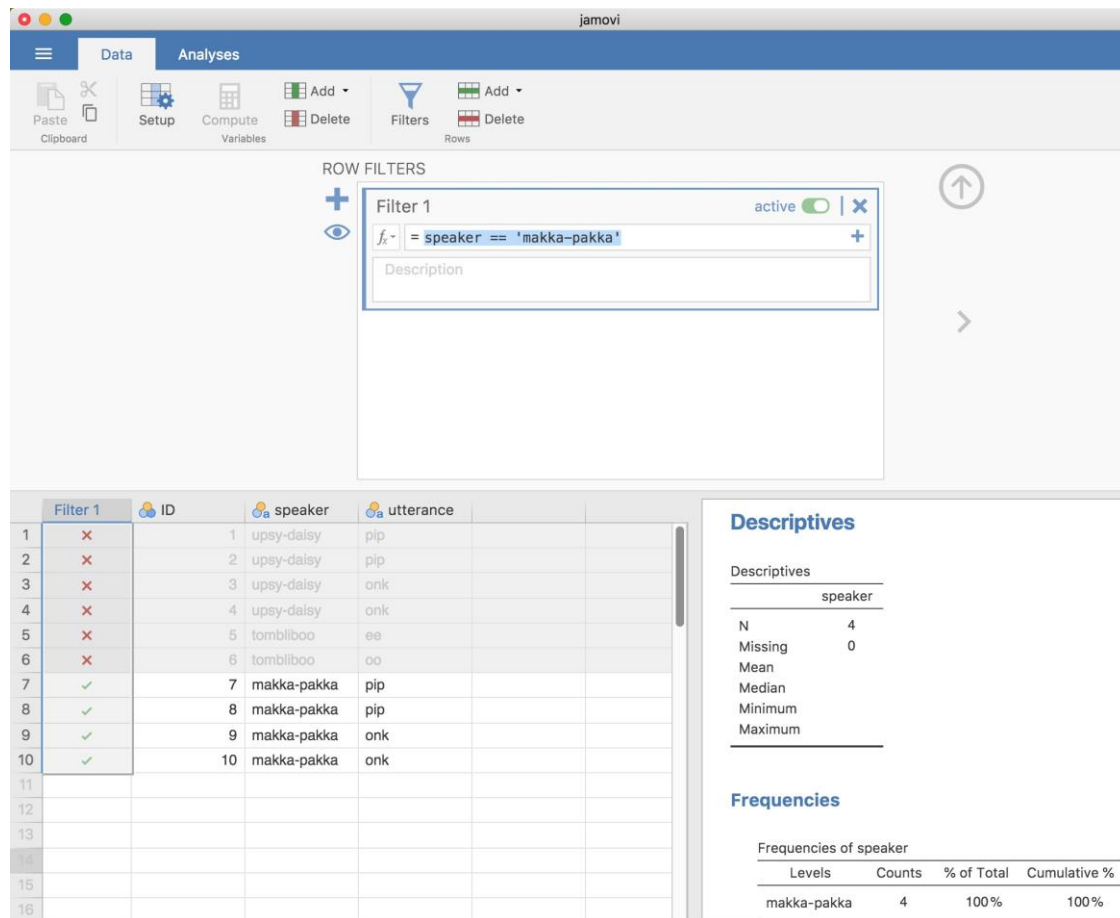 jamovi
Data Analyses
Add Add
Paste Setup Compute Delete Filters Delete
Clipboard Variables Rows
ROW FILTERS
Filter 1 active
fx = speaker == 'makka-pakka'
Description
Filter 1 ID speaker utterance
1 1 upsy-daisy pip
2 2 upsy-daisy pip
3 3 upsy-daisy onk
4 4 upsy-daisy onk
5 5 tombliboo ee
6 6 tombliboo oo
7 7 makka-pakka pip
8 8 makka-pakka pip
9 9 makka-pakka onk
10 10 makka-pakka onk
11
12
13
14
15
16
Descriptives
Descriptives
speaker
N 4
Missing 0
Mean
Median
Minimum
Maximum
Frequencies
Frequencies of speaker
Levels Counts % of Total Cumulative %
makka-pakka 4 100% 100%